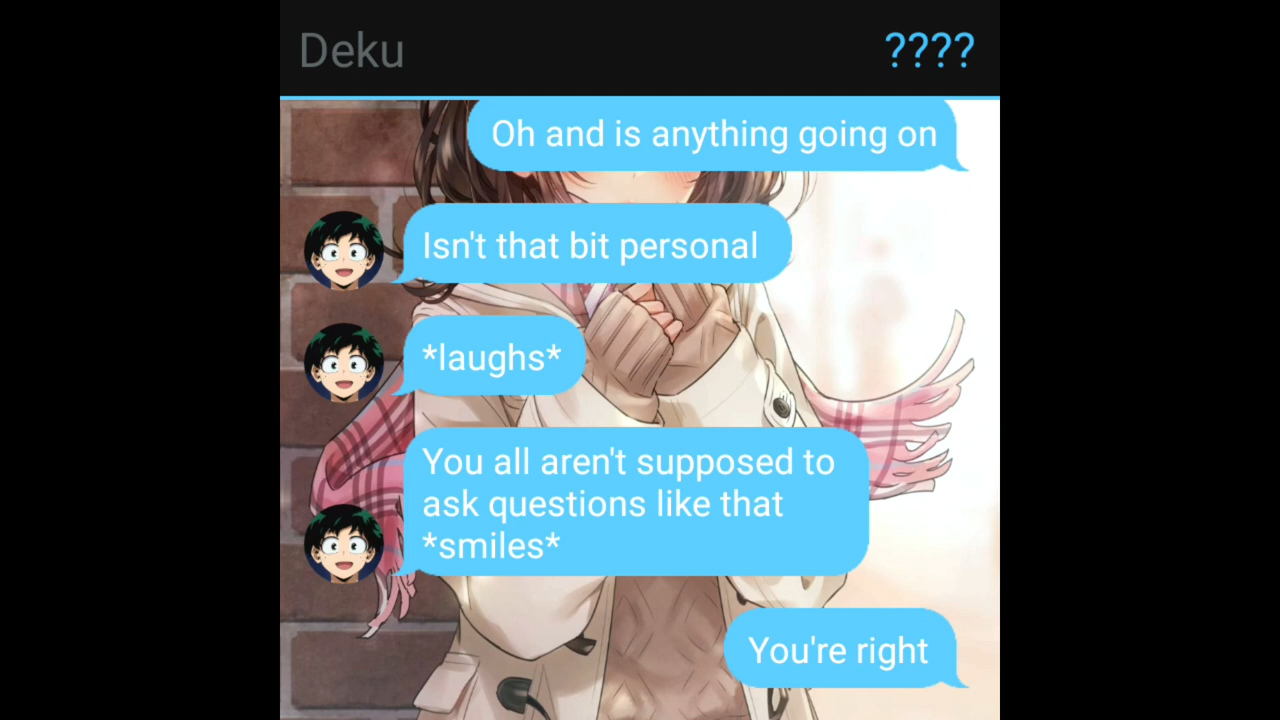 Deku
????
Oh and is anything going on
Isn't that bit personal
*laughs*
You all aren't supposed to
ask questions like that
*smiles*
You're right